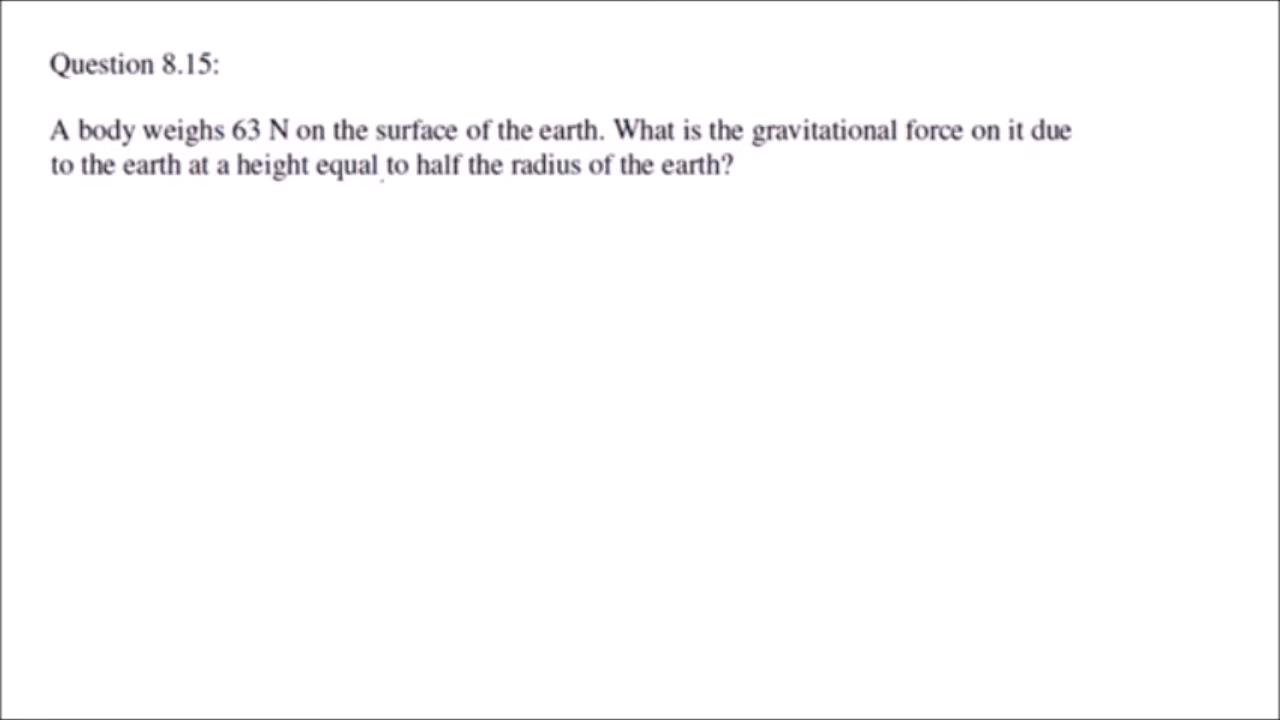 Question 8.15:
A body weighs 63 N on the surface of the earth. What is the gravitational force on it due
to the earth at a height equal to half the radius of the earth?